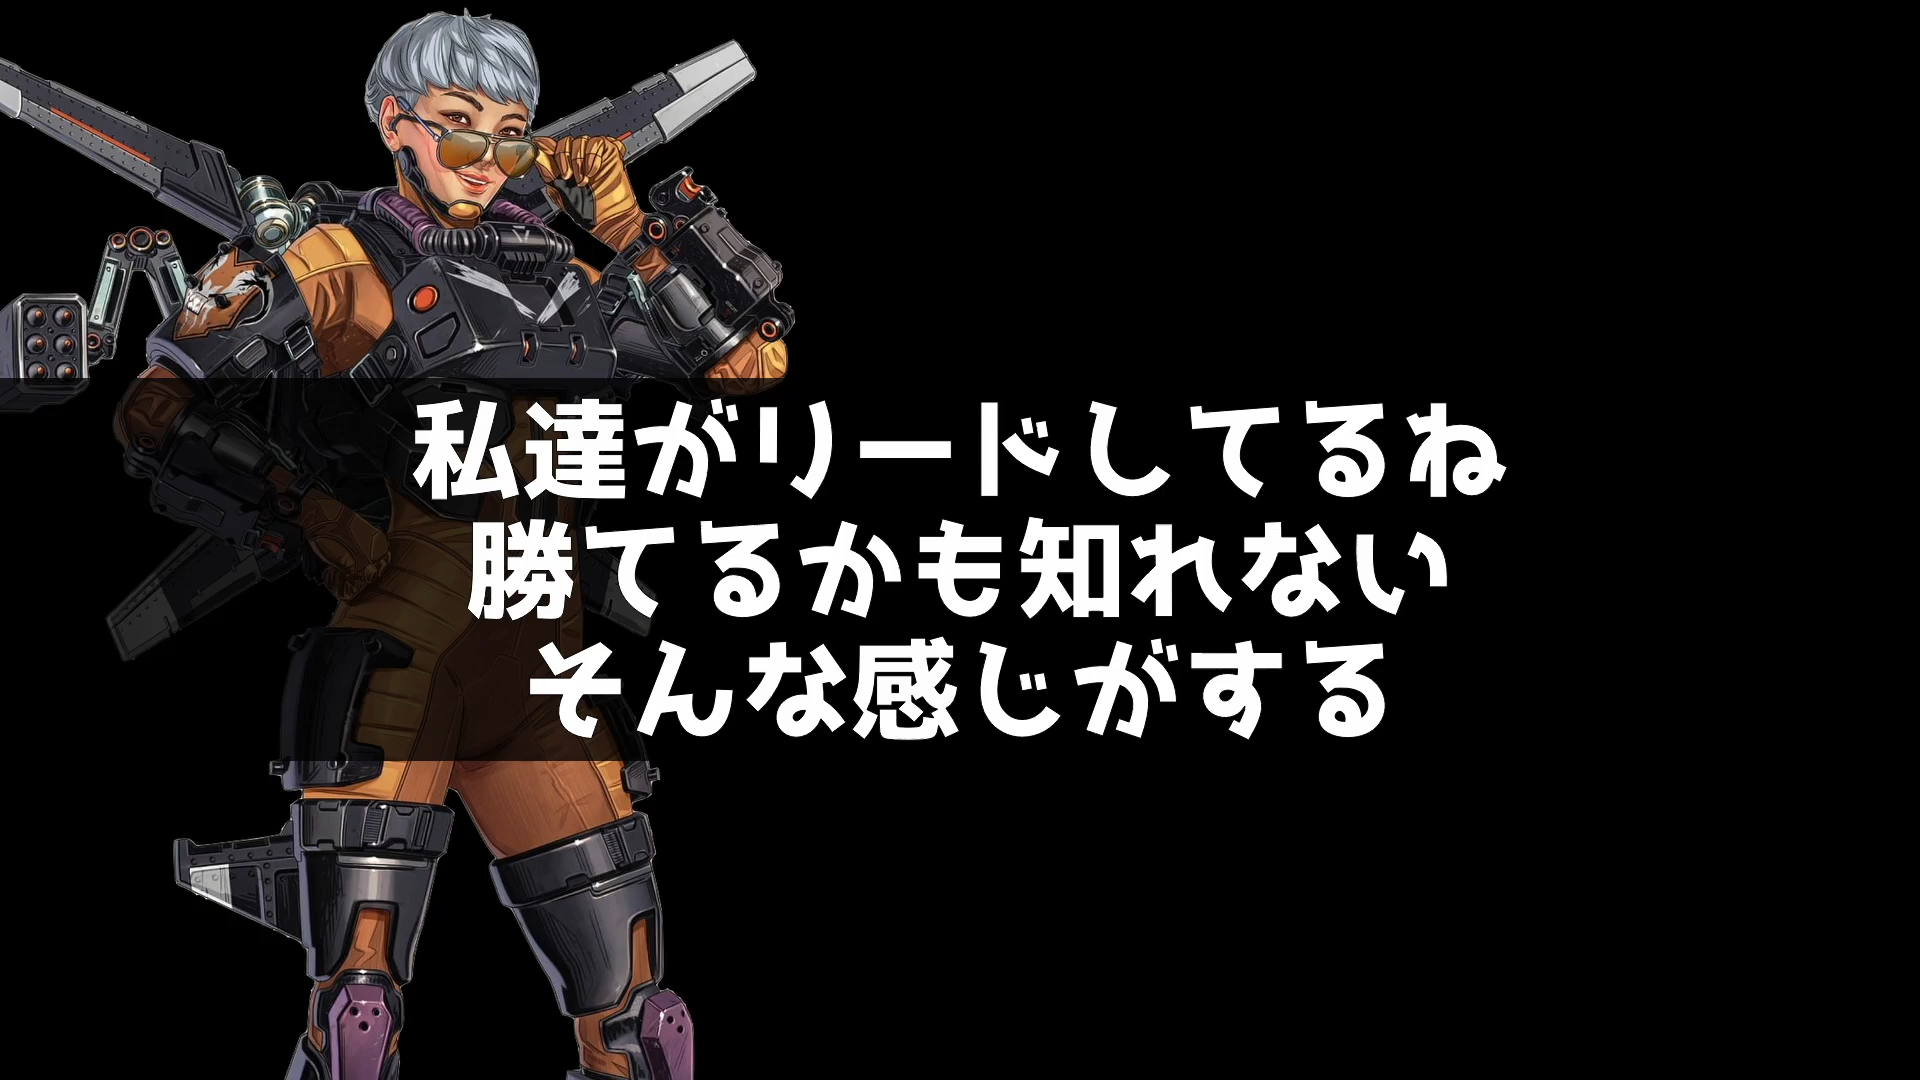 私達がリードしてるね
勝てるかも知れない
そんな感じがする